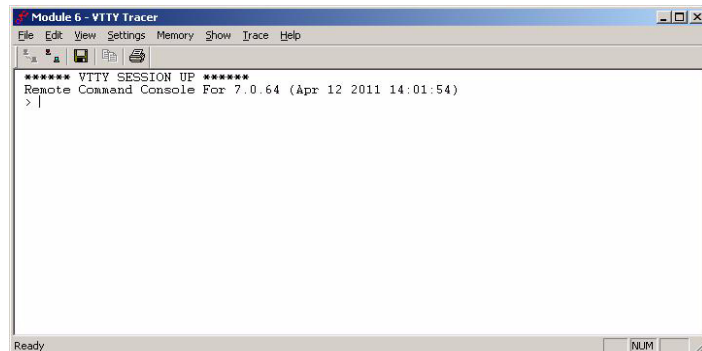 Module 6 - VTTY Tracer
File Edit View Settings Memory Show Trace Help
****** VTTY SESSION UP ******
Remote Command Console For 7.0.64 (Apr 12 2011 14:01:54)
>
Ready NUM